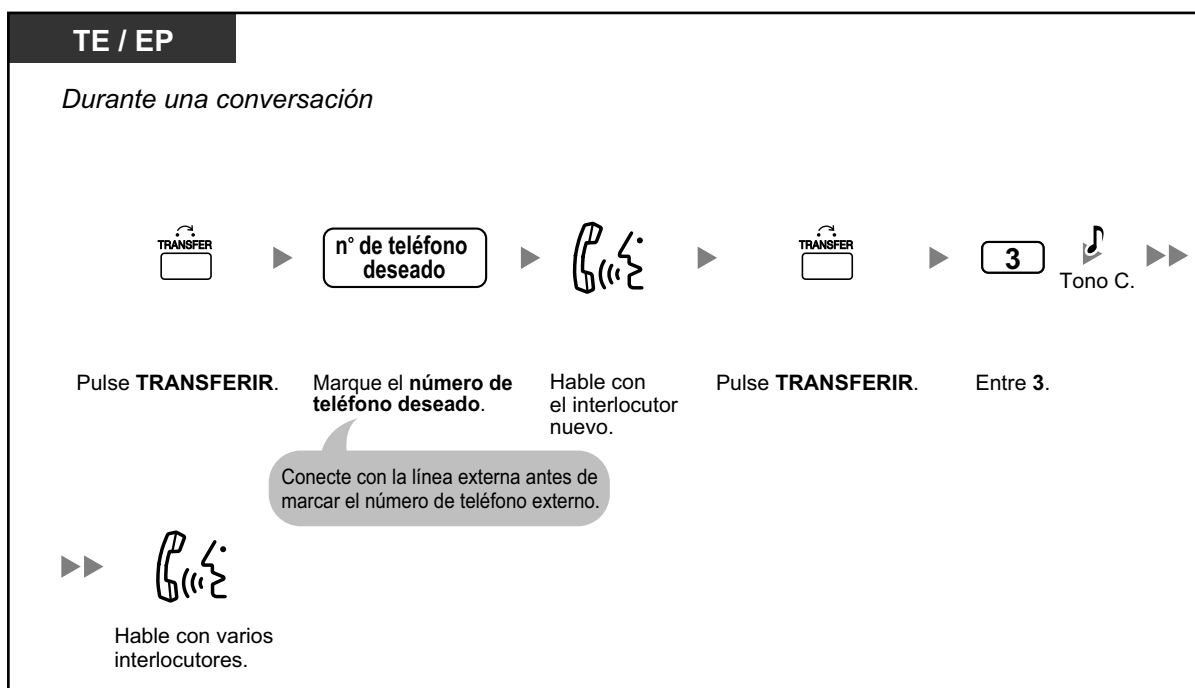 TE / EP
Durante una conversación
TRANSFER
n° de teléfono
deseado
TRANSFER
3
Tono C.
Pulse TRANSFERIR.
Marque el número de
teléfono deseado.
Hable con
el interlocutor
nuevo.
Pulse TRANSFERIR.
Entre 3.
Conecte con la línea externa antes de
marcar el número de teléfono externo.
Hable con varios
interlocutores.